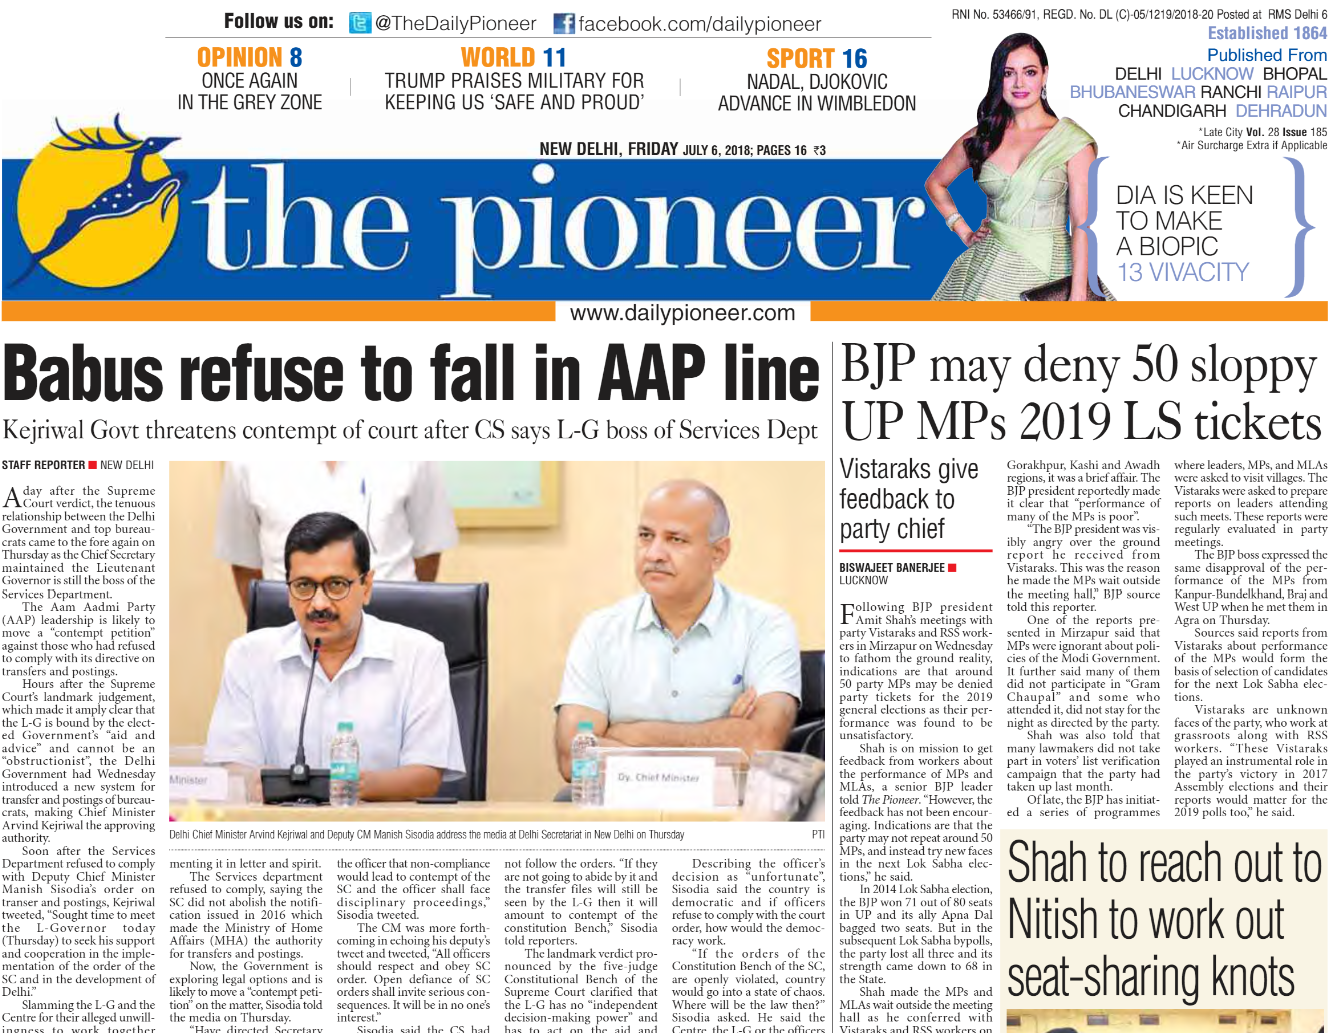 Follow us on: @TheDailyPioneer facebook.com/dailypioneer
RNI No. 53466/91, REGD. No. DL (C)-05/1219/2018-20 Posted at RMS Delhi 6
Established 1864
Published From
DELHI LUCKNOW BHOPAL
BHUBANESWAR RANCHI RAIPUR
CHANDIGARH DEHRADUN
*Late City Vol. 28 Issue 185
*Air Surcharge Extra if Applicable
OPINION 8
ONCE AGAIN
IN THE GREY ZONE
WORLD 11
TRUMP PRAISES MILITARY FOR
KEEPING US ‘SAFE AND PROUD’
SPORT 16
NADAL, DJOKOVIC
ADVANCE IN WIMBLEDON
NEW DELHI, FRIDAY JULY 6, 2018; PAGES 16 ₹3
the pioneer
DIA IS KEEN
TO MAKE
A BIOPIC
13 VIVACITY
www.dailypioneer.com
Babus refuse to fall in AAP line
Kejriwal Govt threatens contempt of court after CS says L-G boss of Services Dept
STAFF REPORTER ■ NEW DELHI
A day after the Supreme
Court verdict, the tenuous
relationship between the Delhi
Government and top bureau-
crats came to the fore again on
Thursday as the Chief Secretary
maintained the Lieutenant
Governor is still the boss of the
Services Department.
The Aam Aadmi Party
(AAP) leadership is likely to
move a “contempt petition”
against those who had refused
to comply with its directive on
transfers and postings.
Hours after the Supreme
Court’s landmark judgement,
which made it amply clear that
the L-G is bound by the elect-
ed Government’s “aid and
advice” and cannot be an
“obstructionist”, the Delhi
Government had Wednesday
introduced a new system for
transfer and postings of bureau-
crats, making Chief Minister
Arvind Kejriwal the approving
authority.
Soon after the Services
Department refused to comply
with Deputy Chief Minister
Manish Sisodia’s order on
transer and postings, Kejriwal
tweeted, “Sought time to meet
the L-Governor today
(Thursday) to seek his support
and cooperation in the imple-
mentation of the order of the
SC and in the development of
Delhi.”
Slamming the L-G and the
Centre for their alleged unwill-
ingness to work together
Minister
Dy. Chief Minister
Delhi Chief Minister Arvind Kejriwal and Deputy CM Manish Sisodia address the media at Delhi Secretariat in New Delhi on Thursday PTI
menting it in letter and spirit.
The Services department
refused to comply, saying the
SC did not abolish the notifi-
cation issued in 2016 which
made the Ministry of Home
Affairs (MHA) the authority
for transfers and postings.
Now, the Government is
exploring legal options and is
likely to move a “contempt peti-
tion” on the matter, Sisodia told
the media on Thursday.
“Have directed Secretary
the officer that non-compliance
would lead to contempt of the
SC and the officer shall face
disciplinary proceedings,”
Sisodia tweeted.
The CM was more forth-
coming in echoing his deputy’s
tweet and tweeted, “All officers
should respect and obey SC
order. Open defiance of SC
orders shall invite serious con-
sequences. It will be in no one’s
interest.”
Sisodia said the CS had
not follow the orders. “If they
are not going to abide by it and
the transfer files will still be
seen by the L-G then it will
amount to contempt of the
constitution Bench,” Sisodia
told reporters.
The landmark verdict pro-
nounced by the five-judge
Constitutional Bench of the
Supreme Court clarified that
the L-G has no “independent
decision-making power” and
has to act on the aid and
Describing the officer’s
decision as “unfortunate”,
Sisodia said the country is
democratic and if officers
refuse to comply with the court
order, how would the democ-
racy work.
“If the orders of the
Constitution Bench of the SC,
are openly violated, country
would go into a state of chaos.
Where will be the law then?”
Sisodia asked. He said the
Centre, the L-G or the officers
BJP may deny 50 sloppy
UP MPs 2019 LS tickets
Vistaraks give
feedback to
party chief
BISWAJEET BANERJEE ■
LUCKNOW
Following BJP president
Amit Shah’s meetings with
party Vistaraks and RSS work-
ers in Mirzapur on Wednesday
to fathom the ground reality,
indications are that around
50 party MPs may be denied
party tickets for the 2019
general elections as their per-
formance was found to be
unsatisfactory.
Shah is on mission to get
feedback from workers about
the performance of MPs and
MLAs, a senior BJP leader
told The Pioneer. “However, the
feedback has not been encour-
aging. Indications are that the
party may not repeat around 50
MPs, and instead try new faces
in the next Lok Sabha elec-
tions,” he said.
In 2014 Lok Sabha election,
the BJP won 71 out of 80 seats
in UP and its ally Apna Dal
bagged two seats. But in the
subsequent Lok Sabha bypolls,
the party lost all three and its
strength came down to 68 in
the State.
Shah made the MPs and
MLAs wait outside the meeting
hall as he conferred with
Vistaraks and RSS workers on
Gorakhpur, Kashi and Awadh
regions, it was a brief affair. The
BJP president reportedly made
it clear that “performance of
many of the MPs is poor”.
“The BJP president was vis-
ibly angry over the ground
report he received from
Vistaraks. This was the reason
he made the MPs wait outside
the meeting hall,” BJP source
told this reporter.
One of the reports pre-
sented in Mirzapur said that
MPs were ignorant about poli-
cies of the Modi Government.
It further said many of them
did not participate in “Gram
Chaupal” and some who
attended it, did not stay for the
night as directed by the party.
Shah was also told that
many lawmakers did not take
part in voters’ list verification
campaign that the party had
taken up last month.
Of late, the BJP has initiat-
ed a series of programmes
where leaders, MPs, and MLAs
were asked to visit villages. The
Vistaraks were asked to prepare
reports on leaders attending
such meets. These reports were
regularly evaluated in party
meetings.
The BJP boss expressed the
same disapproval of the per-
formance of the MPs from
Kanpur-Bundelkhand, Braj and
West UP when he met them in
Agra on Thursday.
Sources said reports from
Vistaraks about performance
of the MPs would form the
basis of selection of candidates
for the next Lok Sabha elec-
tions.
Vistaraks are unknown
faces of the party, who work at
grassroots along with RSS
workers. “These Vistaraks
played an instrumental role in
the party’s victory in 2017
Assembly elections and their
reports would matter for the
2019 polls too,” he said.
Shah to reach out to
Nitish to work out
seat-sharing knots